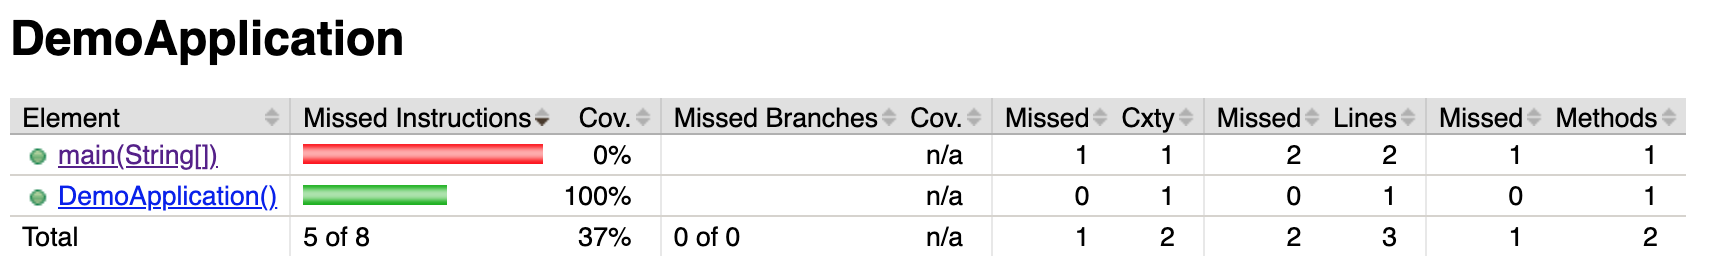 DemoApplication
Element Missed Instructions Cov. Missed Branches Cov. Missed Cxty Missed Lines Missed Methods
main(String[]) 0% n/a 1 1 2 2 1 1
DemoApplication() 100% n/a 0 1 0 1 0 1
Total 5 of 8 37% 0 of 0 n/a 1 2 2 3 1 2